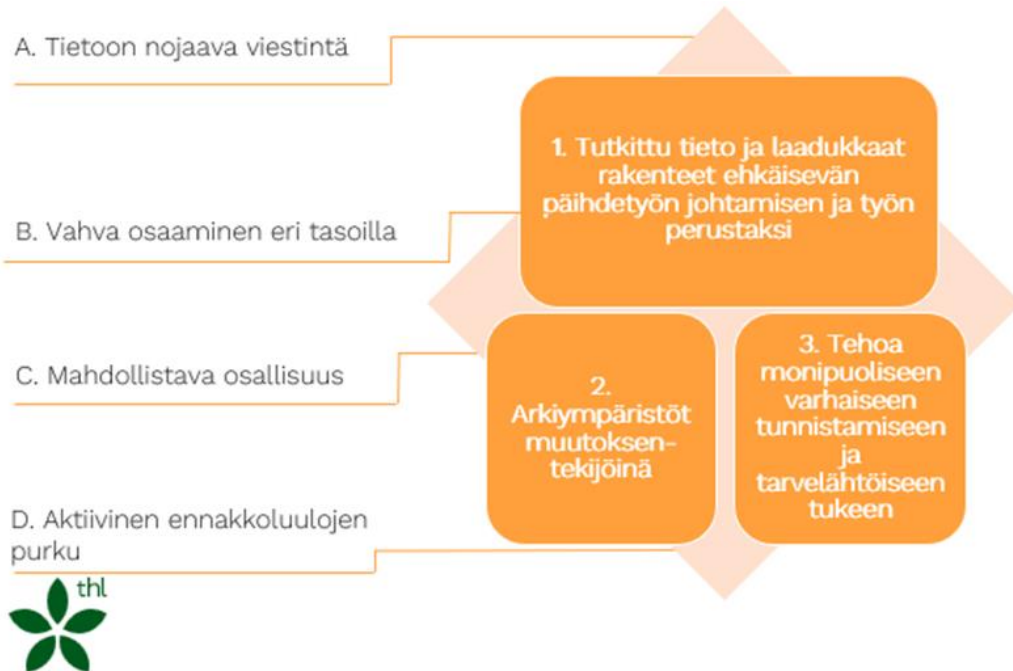 A. Tietoon nojaava viestintä
B. Vahva osaaminen eri tasoilla
C. Mahdollistava osallisuus
D. Aktiivinen ennakkoluulojen
purku
1. Tutkittu tieto ja laadukkaat
rakenteet ehkäisevän
päihdetyön johtamisen ja työn
perustaksi
2.
Arkiympäristöt
muutoksen-
tekijöinä
3. Tehoa
monipuoliseen
varhaiseen
tunnistamiseen
ja
tarvelähtöiseen
tukeen
thl